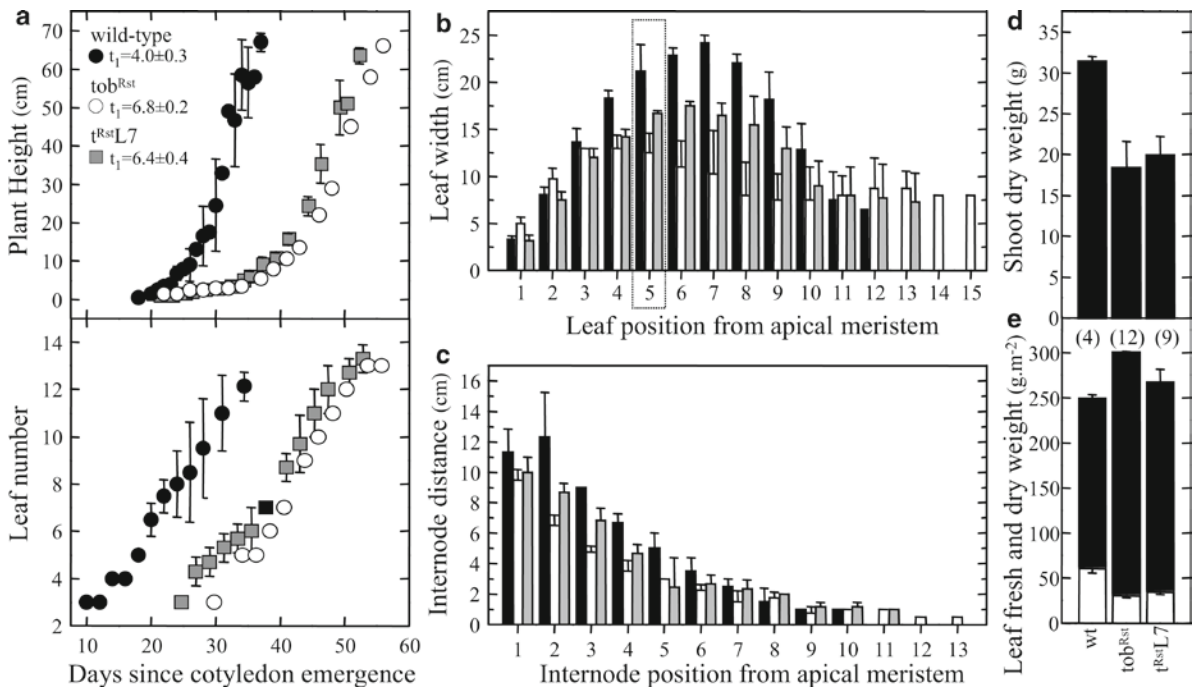 a
70
60
50
40
30
20
10
0
Plant Height (cm)
wild-type
t₁=4.0±0.3
tobᴿˢᵗ
t₁=6.8±0.2
tᴿˢᵗL7
t₁=6.4±0.4
14
12
10
8
6
4
2
0
Leaf number
10 20 30 40 50 60
Days since cotyledon emergence
b
25
20
15
10
5
0
Leaf width (cm)
1 2 3 4 5 6 7 8 9 10 11 12 13 14 15
Leaf position from apical meristem
c
16
14
12
10
8
6
4
2
0
Internode distance (cm)
1 2 3 4 5 6 7 8 9 10 11 12 13
Internode position from apical meristem
d
35
30
25
20
15
10
5
0
Shoot dry weight (g)
e
(4) (12) (9)
300
250
200
150
100
50
0
Leaf fresh and dry weight (g.m⁻²)
wt
tobᴿˢᵗ
tᴿˢᵗL7